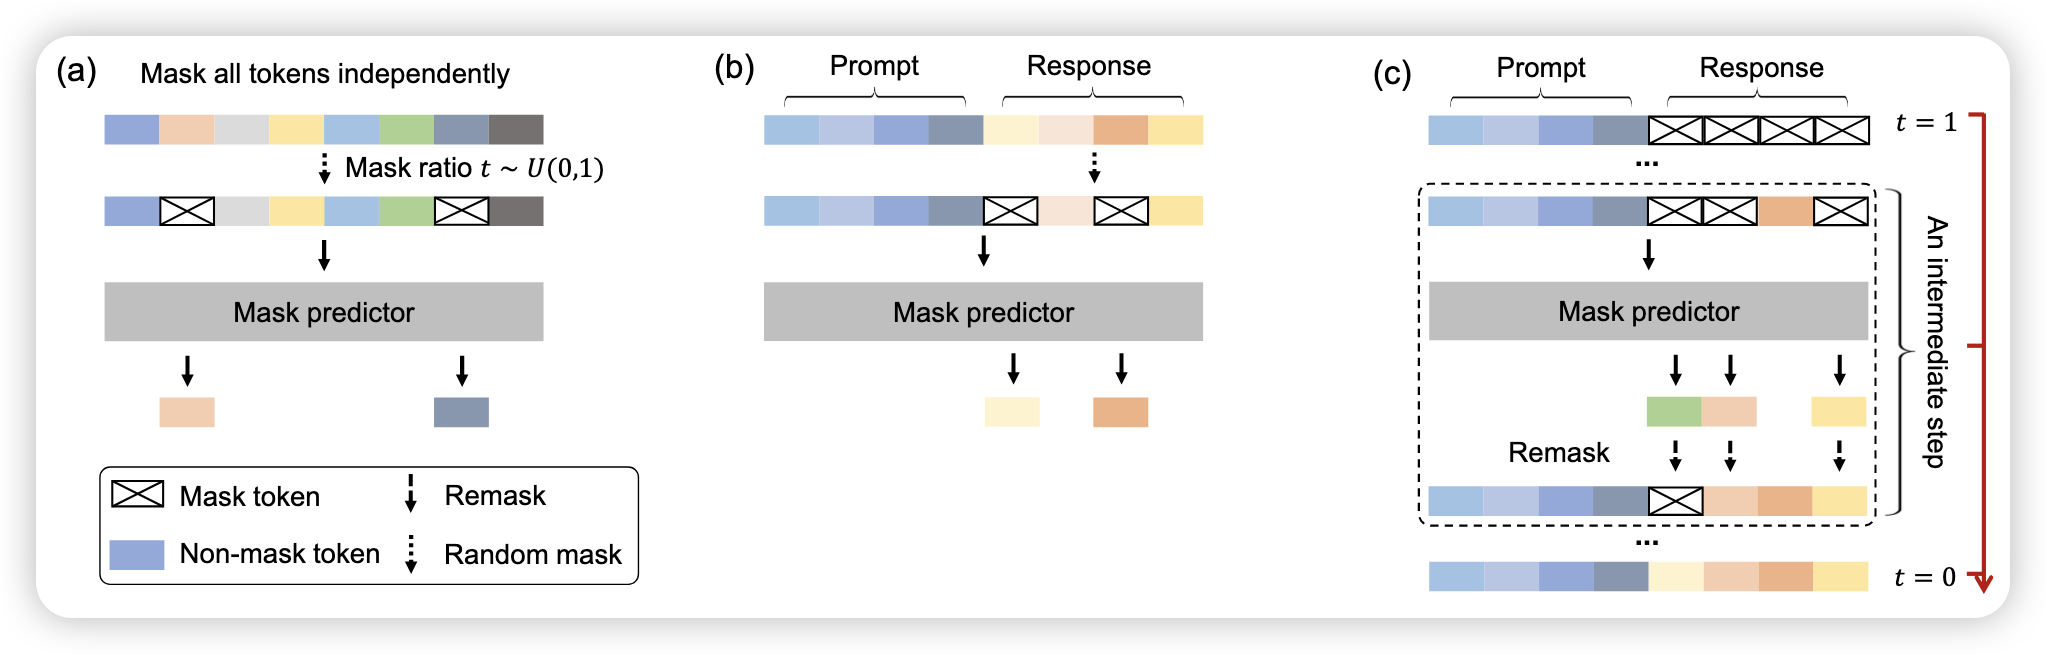 (a)
Mask all tokens independently
Mask ratio t ~ U(0,1)
Mask predictor
Mask token
Remask
Non-mask token
Random mask
(b)
Prompt
Response
Mask predictor
(c)
Prompt
Response
t = 1
...
Mask predictor
Remask
An intermediate step
...
t = 0